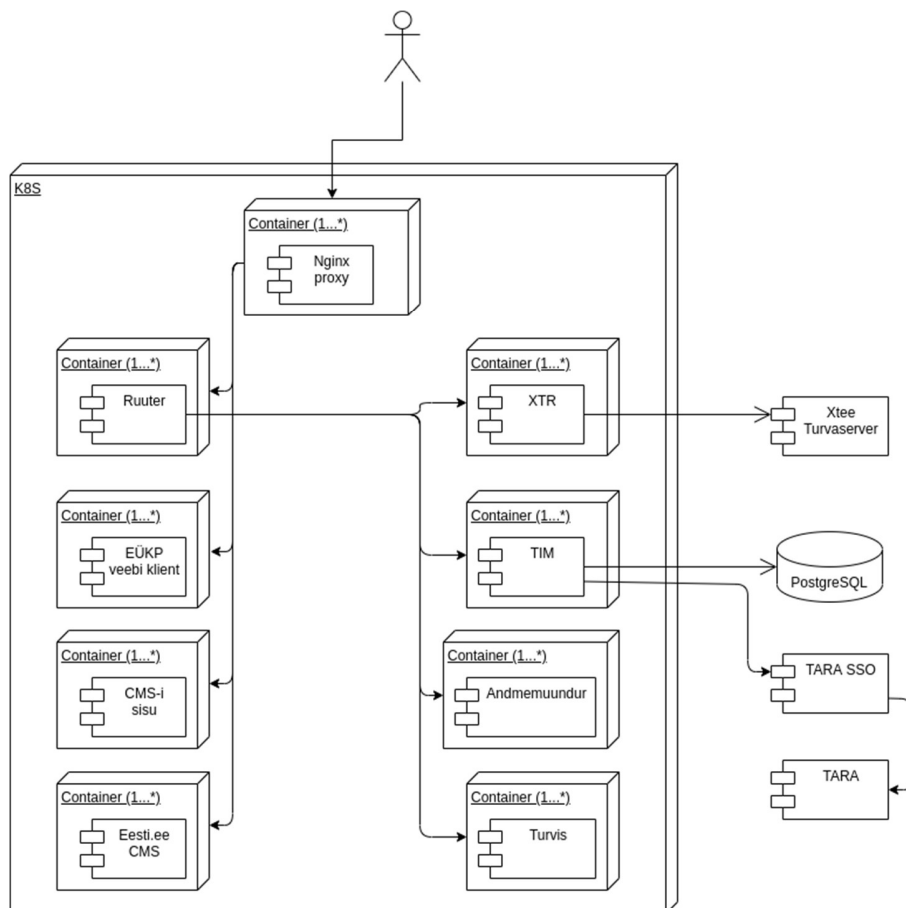 K8S
Container (1...*)
Nginx
proxy
Container (1...*)
Ruuter
Container (1...*)
XTR
Xtee
Turvaserver
Container (1...*)
EÜKP
veebi klient
Container (1...*)
TIM
PostgreSQL
Container (1...*)
CMS-i
sisu
Container (1...*)
Andmemuundur
TARA SSO
Container (1...*)
Eesti.ee
CMS
Container (1...*)
Turvis
TARA